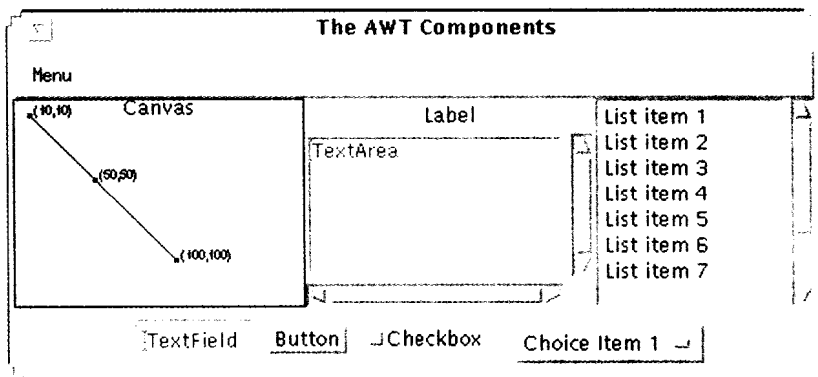 The AWT Components
Menu
Canvas
(10,10)
(50,50)
(100,100)
Label
TextArea
List item 1
List item 2
List item 3
List item 4
List item 5
List item 6
List item 7
TextField
Button
Checkbox
Choice Item 1